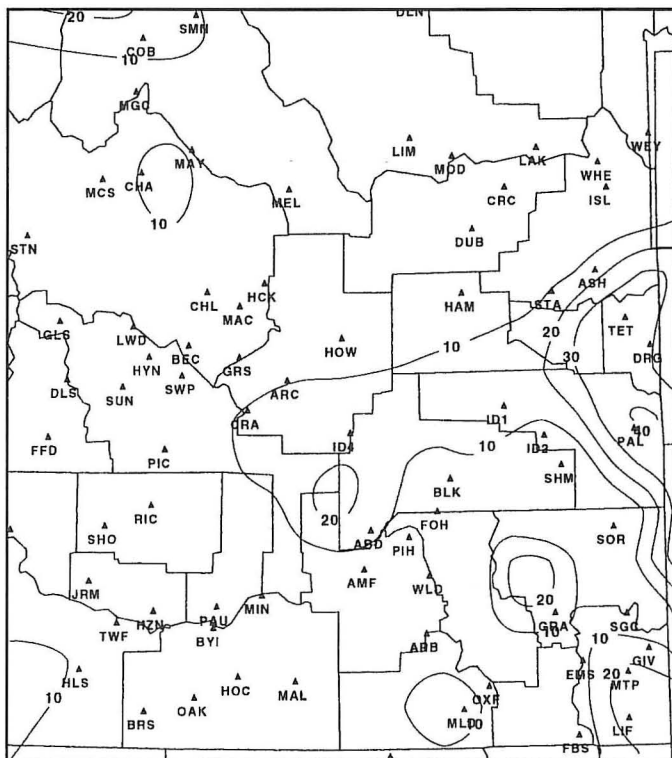 20
SMN
DEN
COB
10
MGC
WEY
LIM
MAY
MOD
LAK
WHE
MCS
CHA
MEL
CRC
ISL
10
STN
DUB
ASH
HCK
CHL
HAM
STA
MAC
20
TET
GLS
LWD
HOW
10
30
DRG
BEC
HYN
GRS
SWP
DLS
SUN
ARC
CRA
ID1
40
PAL
FFD
ID4
10
ID2
PIC
SHM
BLK
20
RIC
FOH
SHO
ABD
SOR
PIH
AMF
JRM
WLD
20
MIN
HZN
PAU
GRA
SGC
TWF
BYI
10
10
ABB
GIV
HLS
EMS
MTP
20
10
HOC
MAL
OXF
OAK
BRS
MLD
10
LIF
FBS